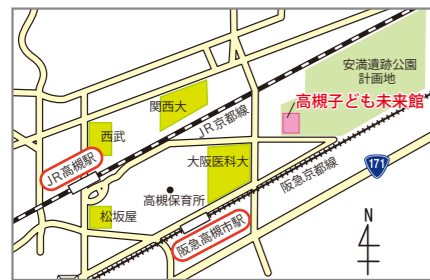 安満遺跡公園
計画地
高槻子ども未来館
関西大
JR京都線
西武
JR高槻駅
大阪医科大
阪急京都線
171
高槻保育所
松坂屋
阪急高槻市駅
N